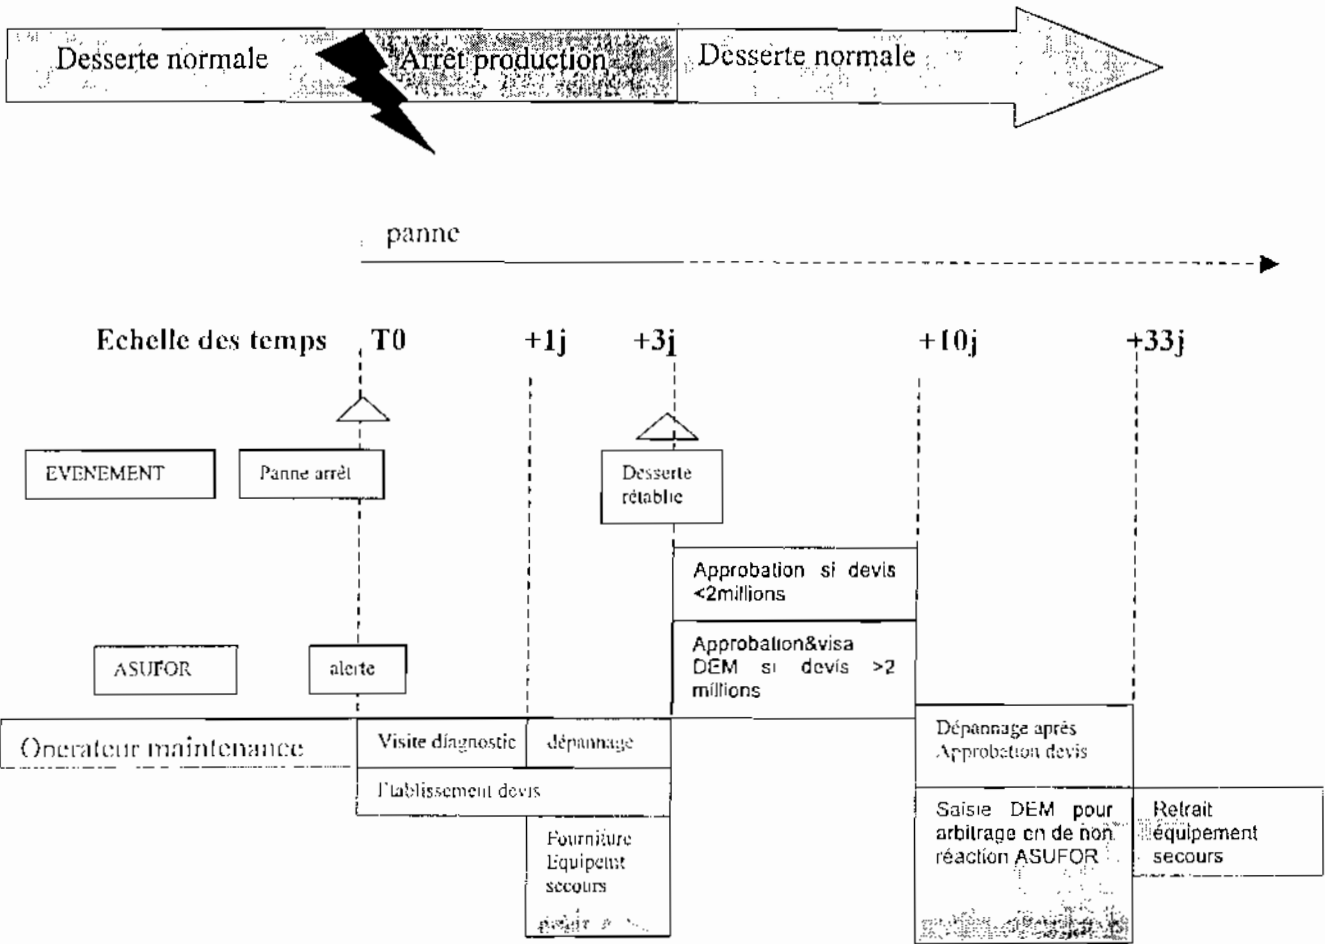 Desserte normale
Arrêt production
Desserte normale
panne
Echelle des temps
T0
+1j
+3j
+10j
+33j
EVENEMENT
Panne arrêt
Desserte
rétablie
Approbation si devis
<2millions
Approbation&visa
DEM si devis >2
millions
ASUFOR
alerte
Operateur maintenance
Visite diagnostic
dépannage
Etablissement devis
Fourniture
Equipemt
secours
Dépannage après
Approbation devis
Saisie DEM pour
arbitrage en de non
réaction ASUFOR
Retrait
équipement
secours